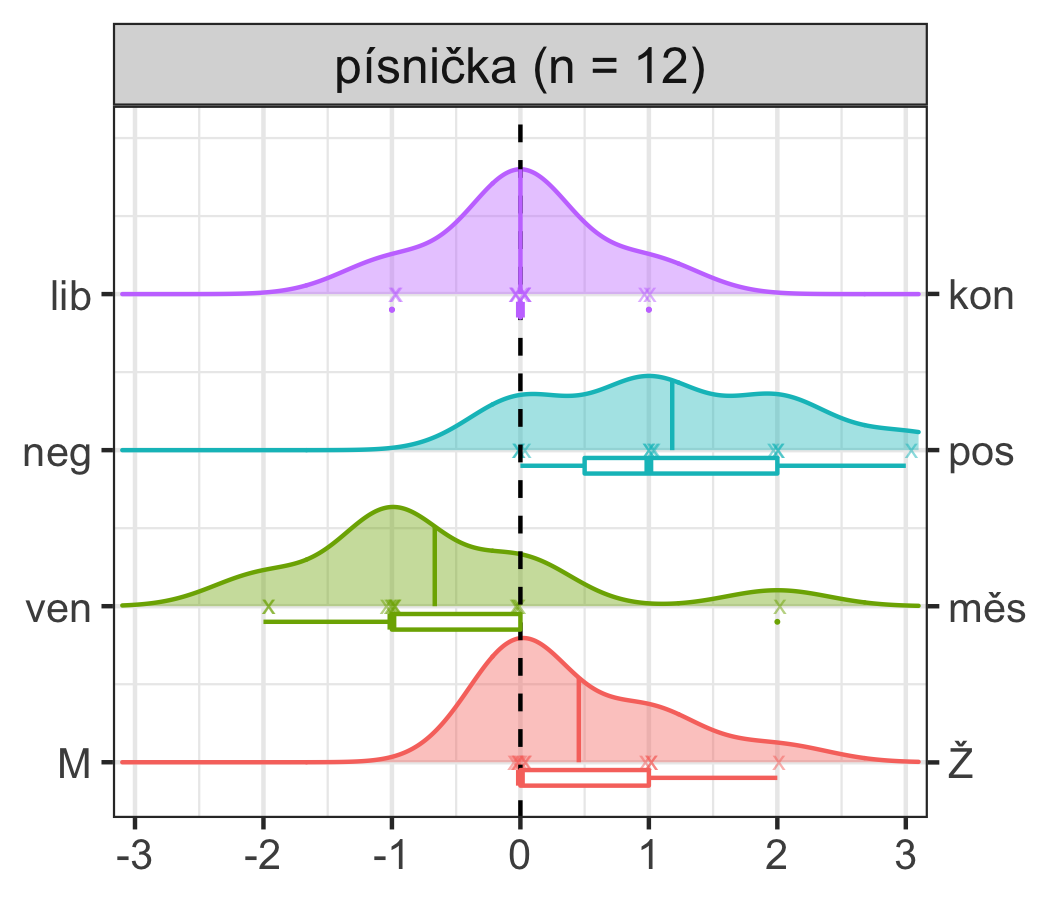 písnička (n = 12)
lib kon
neg pos
ven měs
M Ž
-3 -2 -1 0 1 2 3